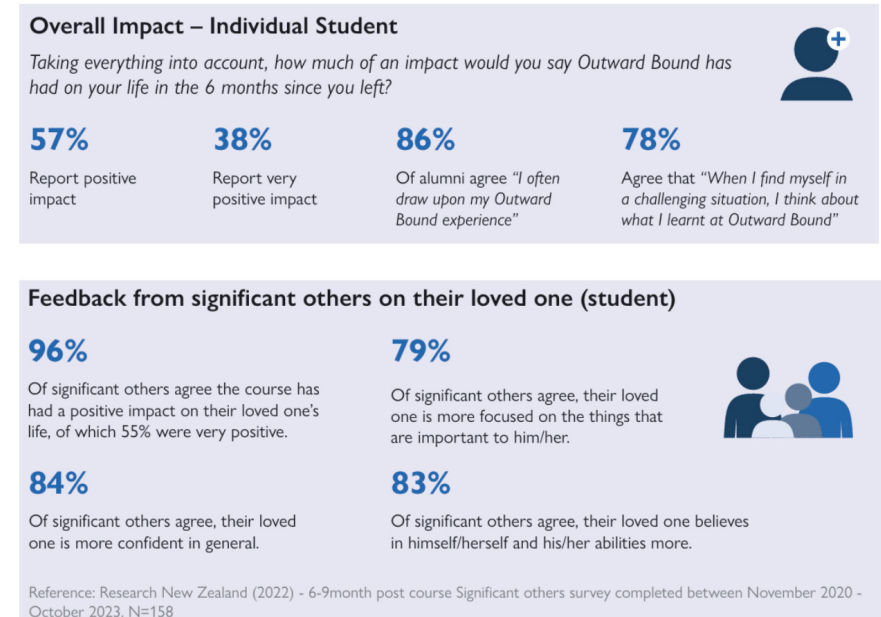 Overall Impact – Individual Student
Taking everything into account, how much of an impact would you say Outward Bound has
had on your life in the 6 months since you left?
57%
Report positive
impact
38%
Report very
positive impact
86%
Of alumni agree “I often
draw upon my Outward
Bound experience”
78%
Agree that “When I find myself in
a challenging situation, I think about
what I learnt at Outward Bound”
Feedback from significant others on their loved one (student)
96%
Of significant others agree the course has
had a positive impact on their loved one’s
life, of which 55% were very positive.
79%
Of significant others agree, their loved
one is more focused on the things that
are important to him/her.
84%
Of significant others agree, their loved
one is more confident in general.
83%
Of significant others agree, their loved one believes
in himself/herself and his/her abilities more.
Reference: Research New Zealand (2022) - 6-9month post course Significant others survey completed between November 2020 -
October 2023. N=158